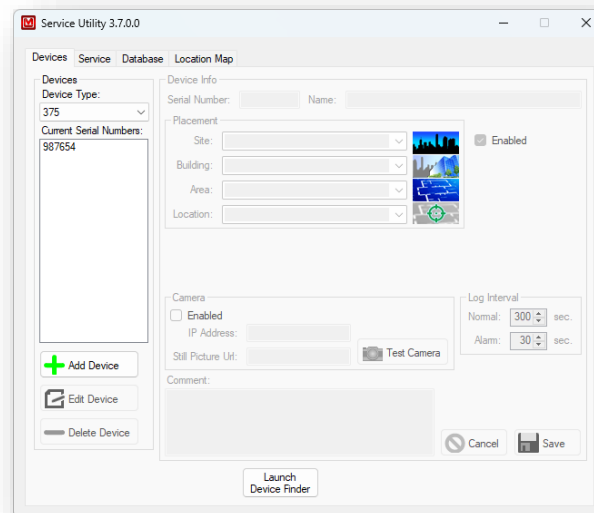 Service Utility 3.7.0.0
Devices Service Database Location Map
Devices
Device Type:
375
Current Serial Numbers:
987654
Add Device
Edit Device
Delete Device
Device Info
Serial Number: Name:
Placement
Site:
Building:
Area:
Location:
Enabled
Camera
Enabled
IP Address:
Still Picture Url:
Test Camera
Log Interval
Normal: 300 sec.
Alarm: 30 sec.
Comment:
Cancel Save
Launch
Device Finder